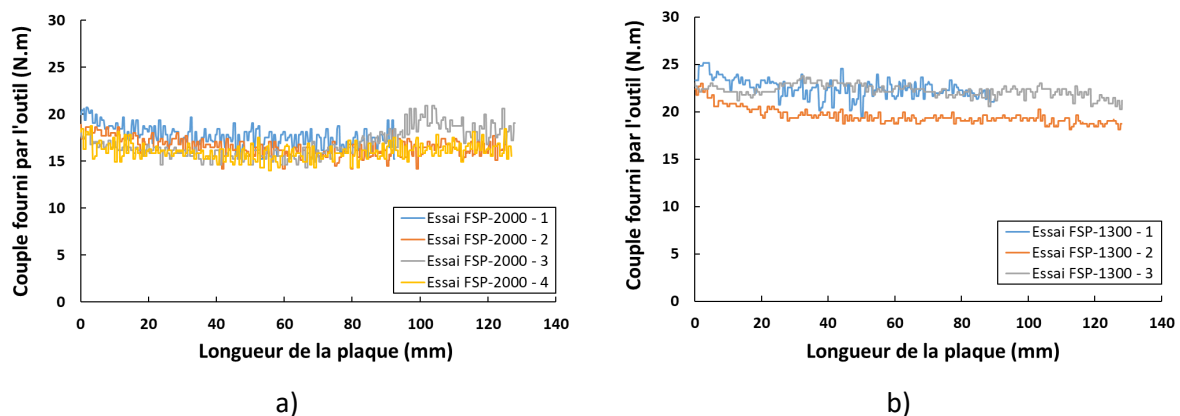 30
25
20
15
10
5
0
Couple fourni par l'outil (N.m)
Essai FSP-2000 - 1
Essai FSP-2000 - 2
Essai FSP-2000 - 3
Essai FSP-2000 - 4
0 20 40 60 80 100 120 140
Longueur de la plaque (mm)
a)
30
25
20
15
10
5
0
Couple fourni par l'outil (N.m)
Essai FSP-1300 - 1
Essai FSP-1300 - 2
Essai FSP-1300 - 3
0 20 40 60 80 100 120 140
Longueur de la plaque (mm)
b)